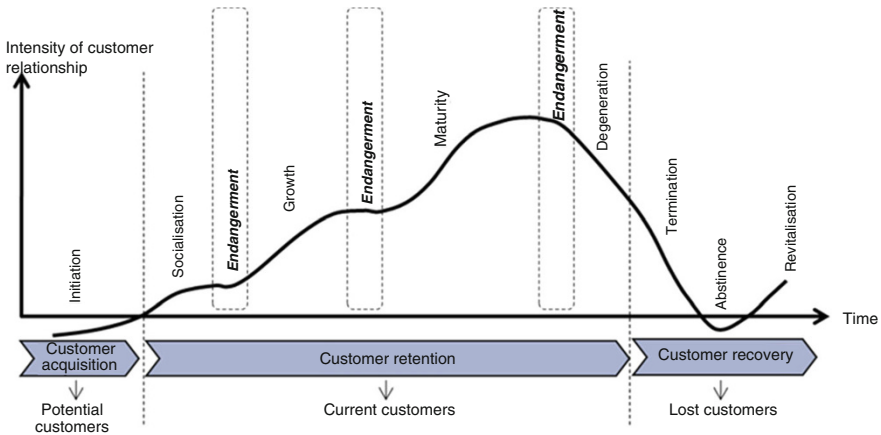 Intensity of customer
relationship
Initiation
Socialisation
Endangerment
Growth
Endangerment
Maturity
Endangerment
Degeneration
Termination
Abstinence
Revitalisation
Time
Customer
acquisition
Customer retention
Customer recovery
Potential
customers
Current customers
Lost customers